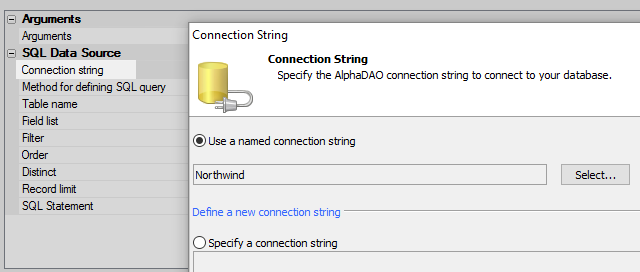 Arguments
Arguments
SQL Data Source
Connection string
Method for defining SQL query
Table name
Field list
Filter
Order
Distinct
Record limit
SQL Statement
Connection String
Connection String
Specify the AlphaDAO connection string to connect to your database.
Use a named connection string
Northwind
Select...
Define a new connection string
Specify a connection string